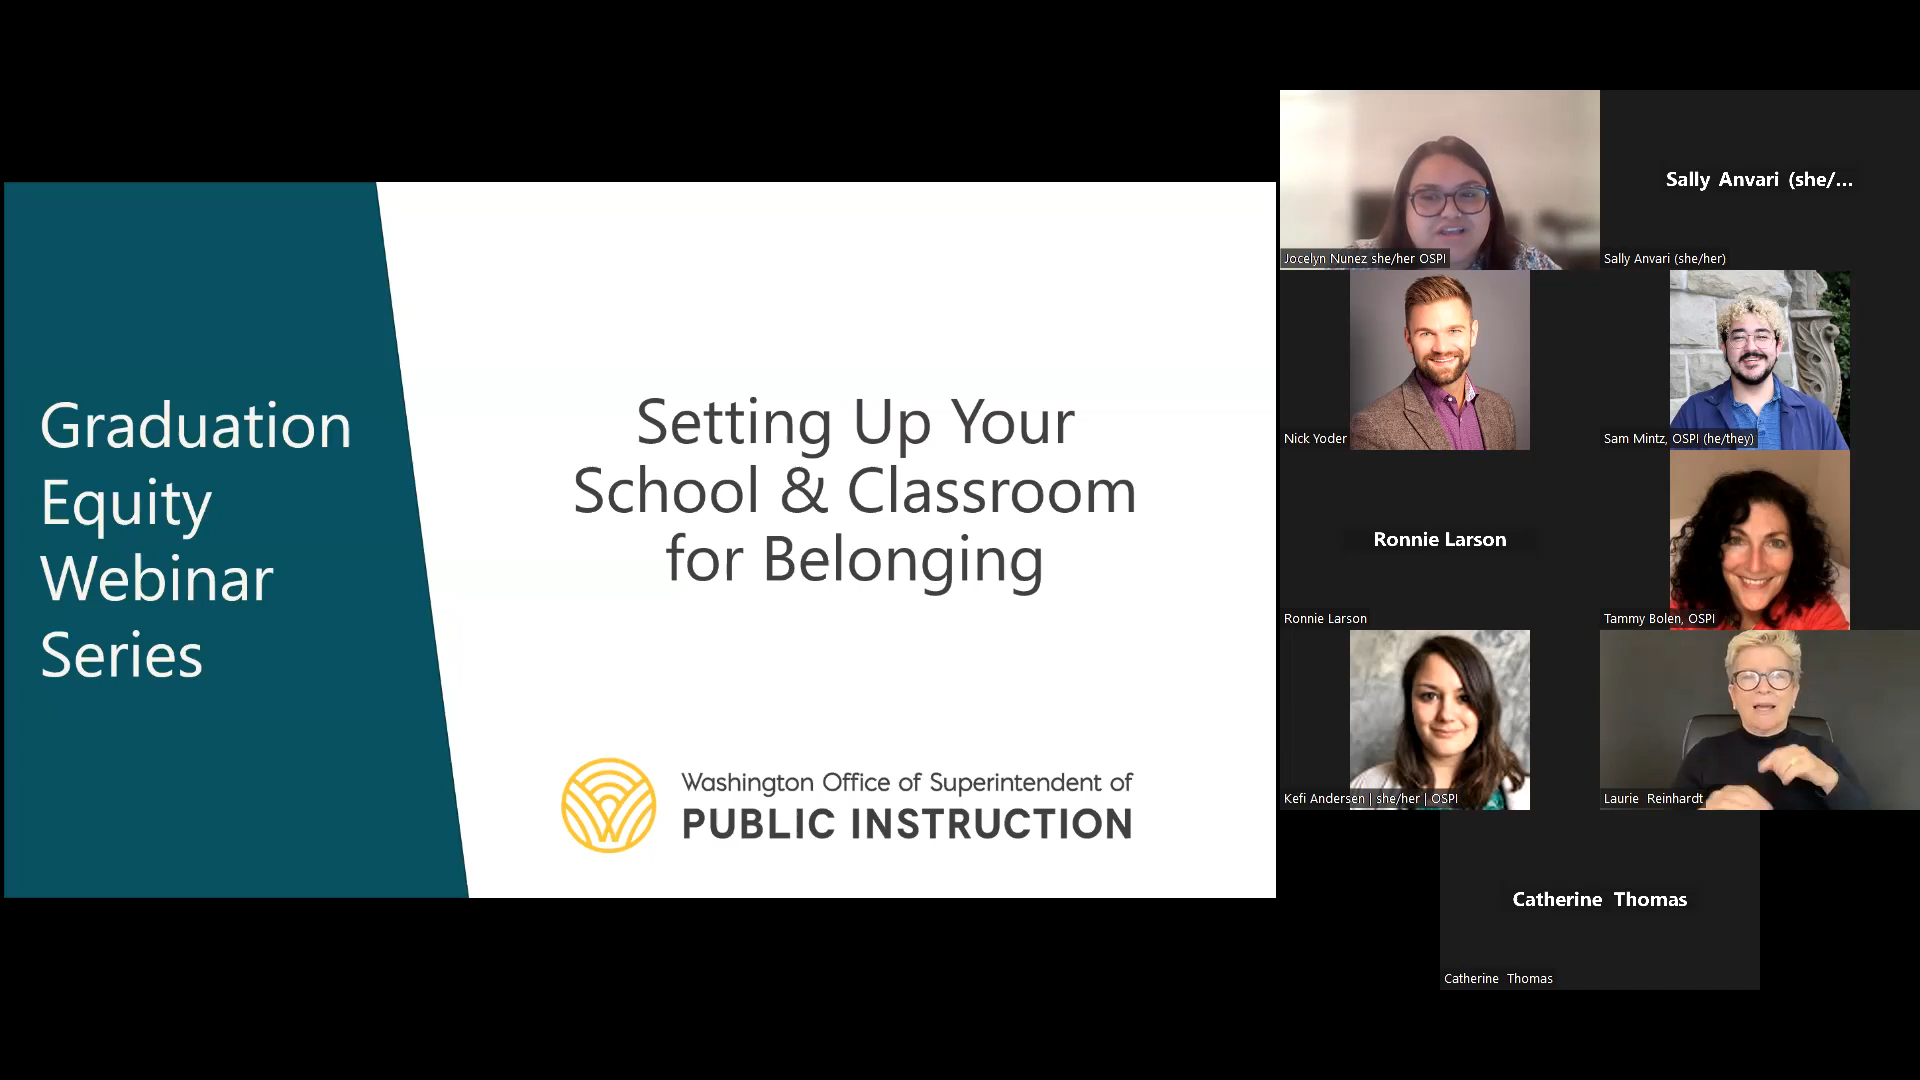 Graduation
Equity
Webinar
Series
Setting Up Your
School & Classroom
for Belonging
Washington Office of Superintendent of
PUBLIC INSTRUCTION
Jocelyn Nunez she/her OSPI
Sally Anvari (she/...
Sally Anvari (she/her)
Nick Yoder
Sam Mintz, OSPI (he/they)
Ronnie Larson
Ronnie Larson
Tammy Bolen, OSPI
Kefi Andersen | she/her | OSPI
Laurie Reinhardt
Catherine Thomas
Catherine Thomas